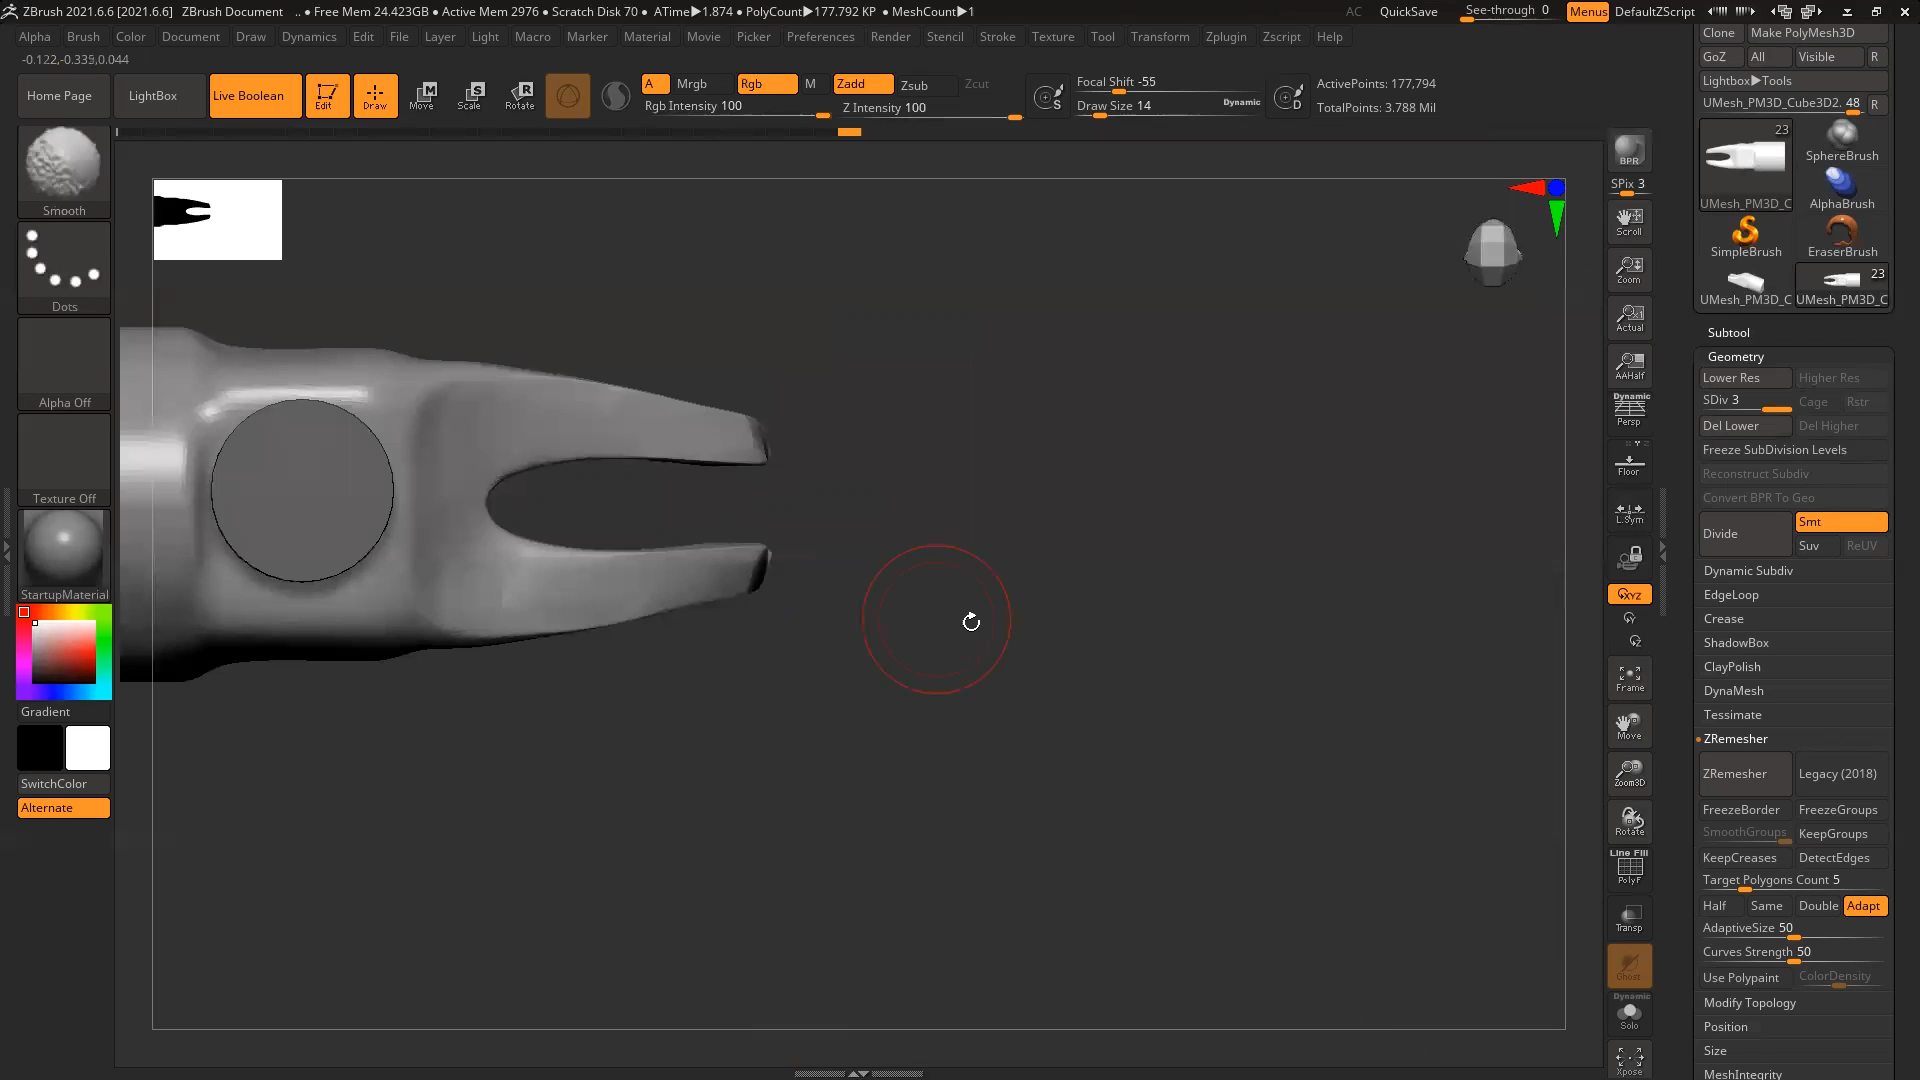 ZBrush 2021.6.6 [2021.6.6] ZBrush Document .. • Free Mem 24.423GB • Active Mem 2976 • Scratch Disk 70 • ATime▶1.874 • PolyCount▶177.792 KP • MeshCount▶1 AC QuickSave See-through 0 Menus DefaultZScript
Alpha Brush Color Document Draw Dynamics Edit File Layer Light Macro Marker Material Movie Picker Preferences Render Stencil Stroke Texture Tool Transform Zplugin Zscript Help
-0.122,-0.335,0.044
Home Page LightBox Live Boolean Edit Draw Move Scale Rotate
A Mrgb Rgb M Zadd Zsub Zcut
Rgb Intensity 100 Z Intensity 100
S
Focal Shift -55
Draw Size 14 Dynamic
D
ActivePoints: 177,794
TotalPoints: 3.788 Mil
Smooth
Dots
Alpha Off
Texture Off
StartupMaterial
Gradient
SwitchColor
Alternate
BPR
SPix 3
Scroll
Zoom
Actual
AAHalf
Dynamic
Persp
Floor
L.Sym
XYZ
Frame
Move
Zoom3D
Rotate
Line Fill
PolyF
Transp
Ghost
Dynamic
Solo
Xpose
Clone Make PolyMesh3D
GoZ All Visible R
Lightbox▶Tools
UMesh_PM3D_Cube3D2. 48 R
23
UMesh_PM3D_C
SphereBrush
AlphaBrush
SimpleBrush EraserBrush
23
UMesh_PM3D_C UMesh_PM3D_C
Subtool
Geometry
Lower Res Higher Res
SDiv 3 Cage Rstr
Del Lower Del Higher
Freeze SubDivision Levels
Reconstruct Subdiv
Convert BPR To Geo
Divide Smt
Suv ReUV
Dynamic Subdiv
EdgeLoop
Crease
ShadowBox
ClayPolish
DynaMesh
Tessimate
ZRemesher
ZRemesher Legacy (2018)
FreezeBorder FreezeGroups
SmoothGroups KeepGroups
KeepCreases DetectEdges
Target Polygons Count 5
Half Same Double Adapt
AdaptiveSize 50
Curves Strength 50
Use Polypaint ColorDensity
Modify Topology
Position
Size
MeshIntegrity